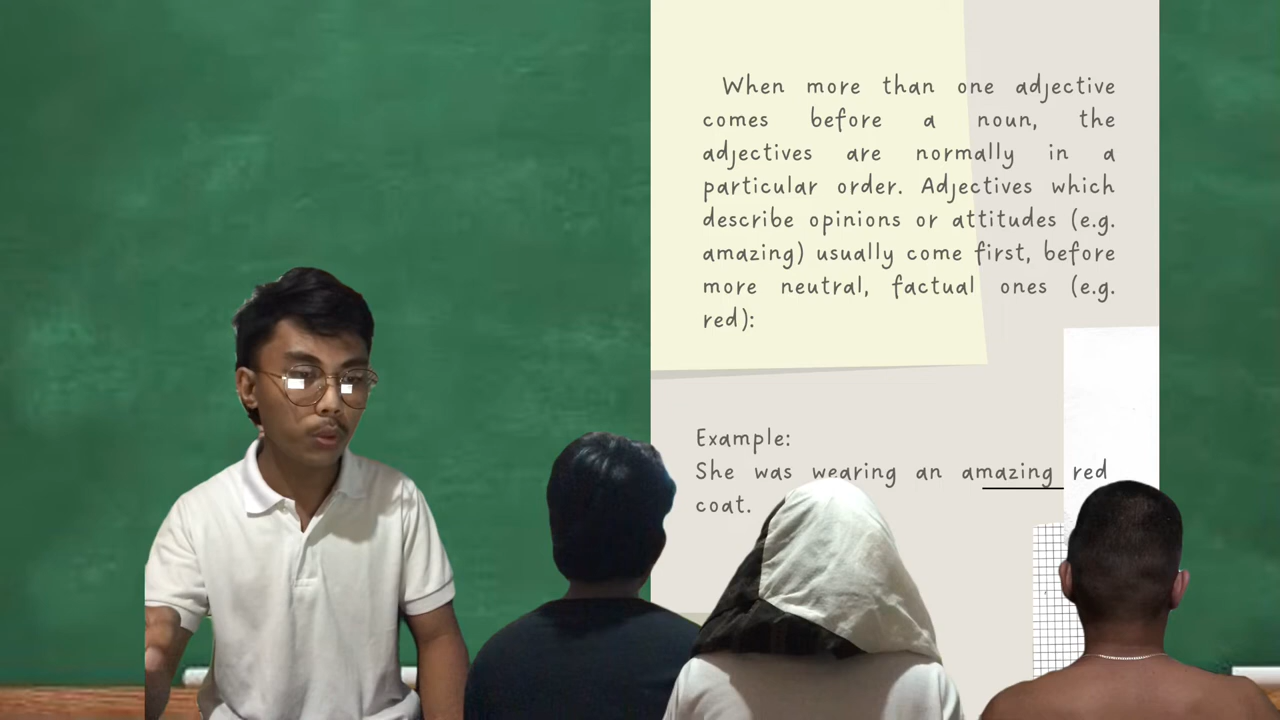 When more than one adjective
comes before a noun, the
adjectives are normally in a
particular order. Adjectives which
describe opinions or attitudes (e.g.
amazing) usually come first, before
more neutral, factual ones (e.g.
red):
Example:
She was wearing an amazing red
coat.